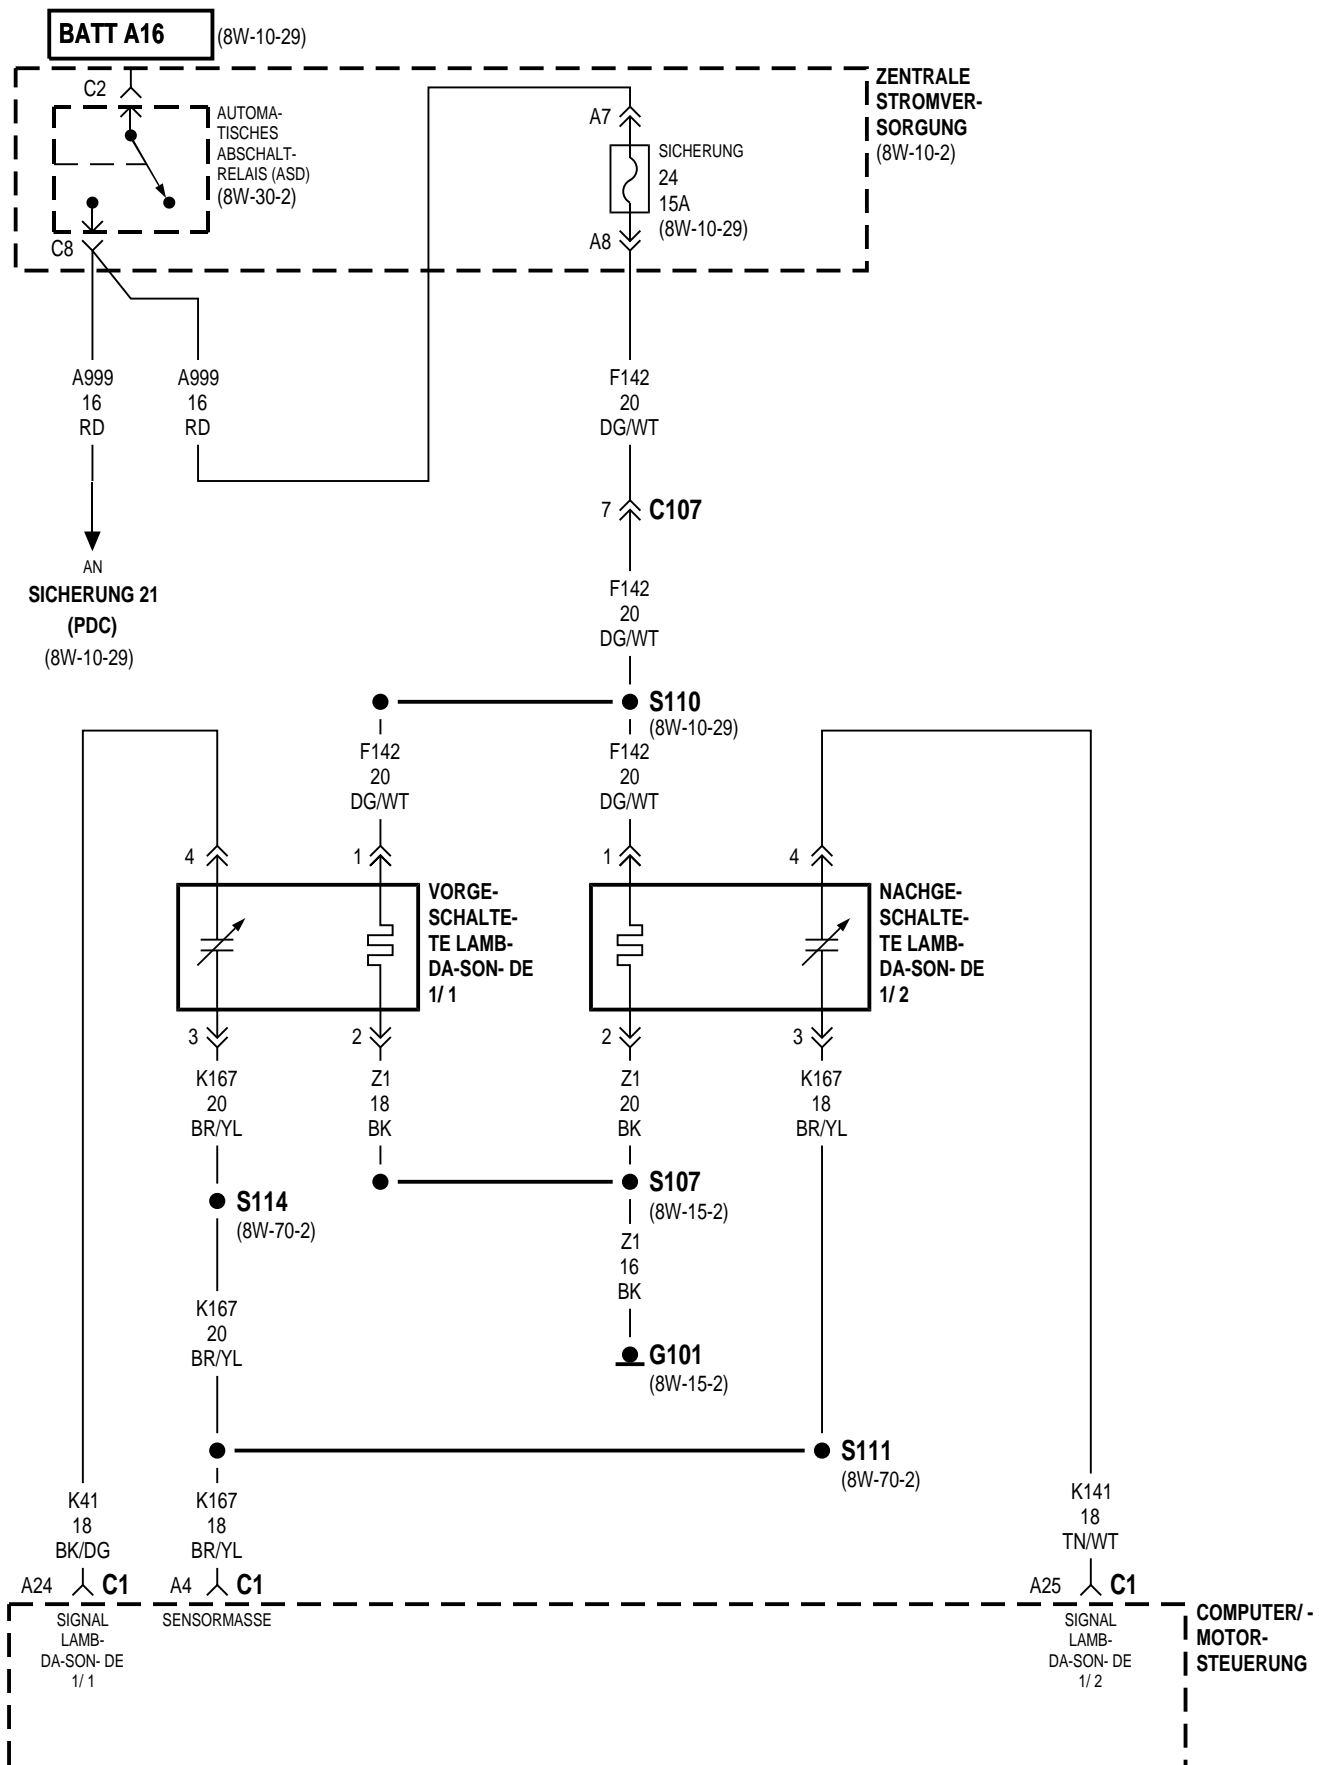 BATT A16
(8W-10-29)
ZENTRALE
STROMVER-
SORGUNG
(8W-10-2)
C2
AUTOMA-
TISCHES
ABSCHALT-
RELAIS (ASD)
(8W-30-2)
C8
A7
SICHERUNG
24
15A
(8W-10-29)
A8
A999
16
RD
A999
16
RD
F142
20
DG/WT
7
C107
AN
SICHERUNG 21
(PDC)
(8W-10-29)
F142
20
DG/WT
S110
(8W-10-29)
F142
20
DG/WT
F142
20
DG/WT
4
1
1
4
VORGE-
SCHALTE-
TE LAMB-
DA-SON- DE
1/ 1
NACHGE-
SCHALTE-
TE LAMB-
DA-SON- DE
1/ 2
3
2
2
3
K167
20
BR/YL
Z1
18
BK
Z1
20
BK
K167
18
BR/YL
S114
(8W-70-2)
S107
(8W-15-2)
Z1
16
BK
K167
20
BR/YL
G101
(8W-15-2)
S111
(8W-70-2)
K41
18
BK/DG
K167
18
BR/YL
K141
18
TN/WT
A24
C1
A4
C1
A25
C1
SIGNAL
LAMB-
DA-SON- DE
1/ 1
SENSORMASSE
SIGNAL
LAMB-
DA-SON- DE
1/ 2
COMPUTER/ -
MOTOR-
STEUERUNG